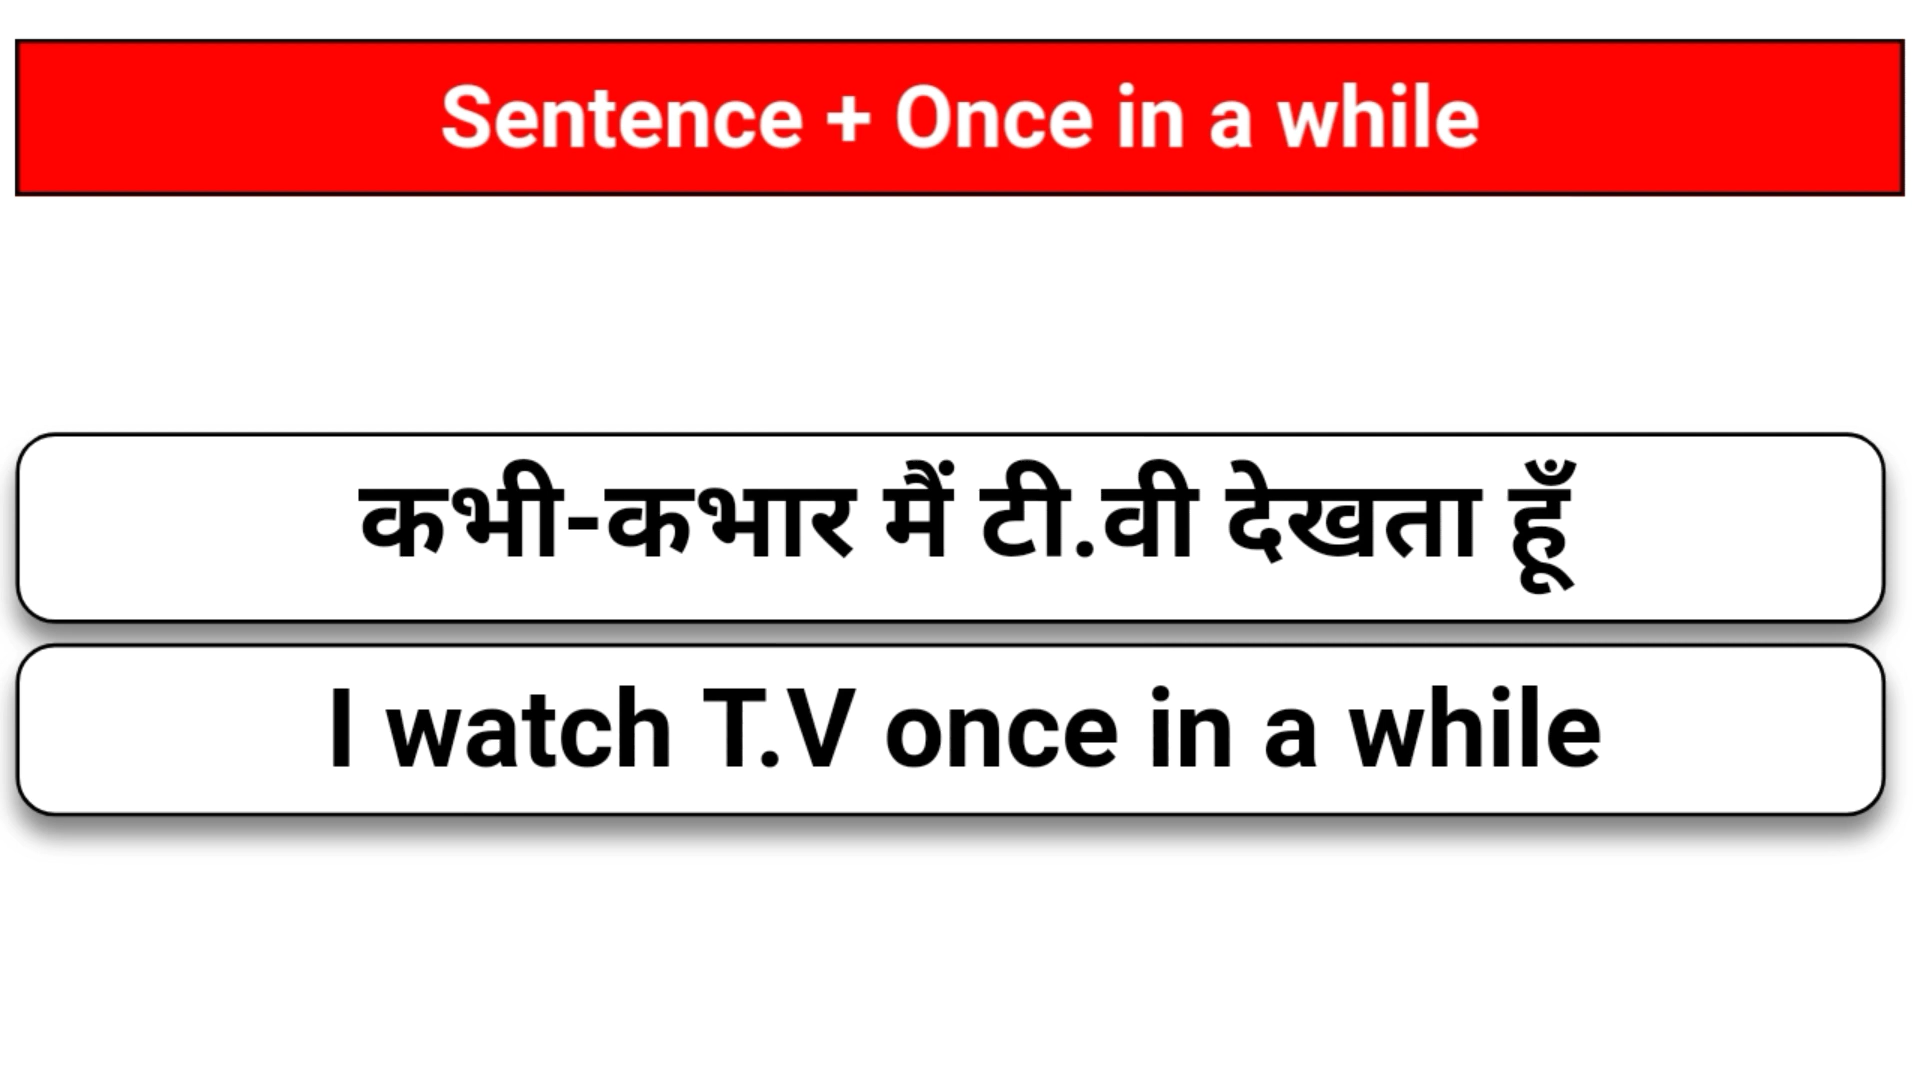 Sentence + Once in a while
कभी-कभार मैं टी.वी देखता हूँ
I watch T.V once in a while